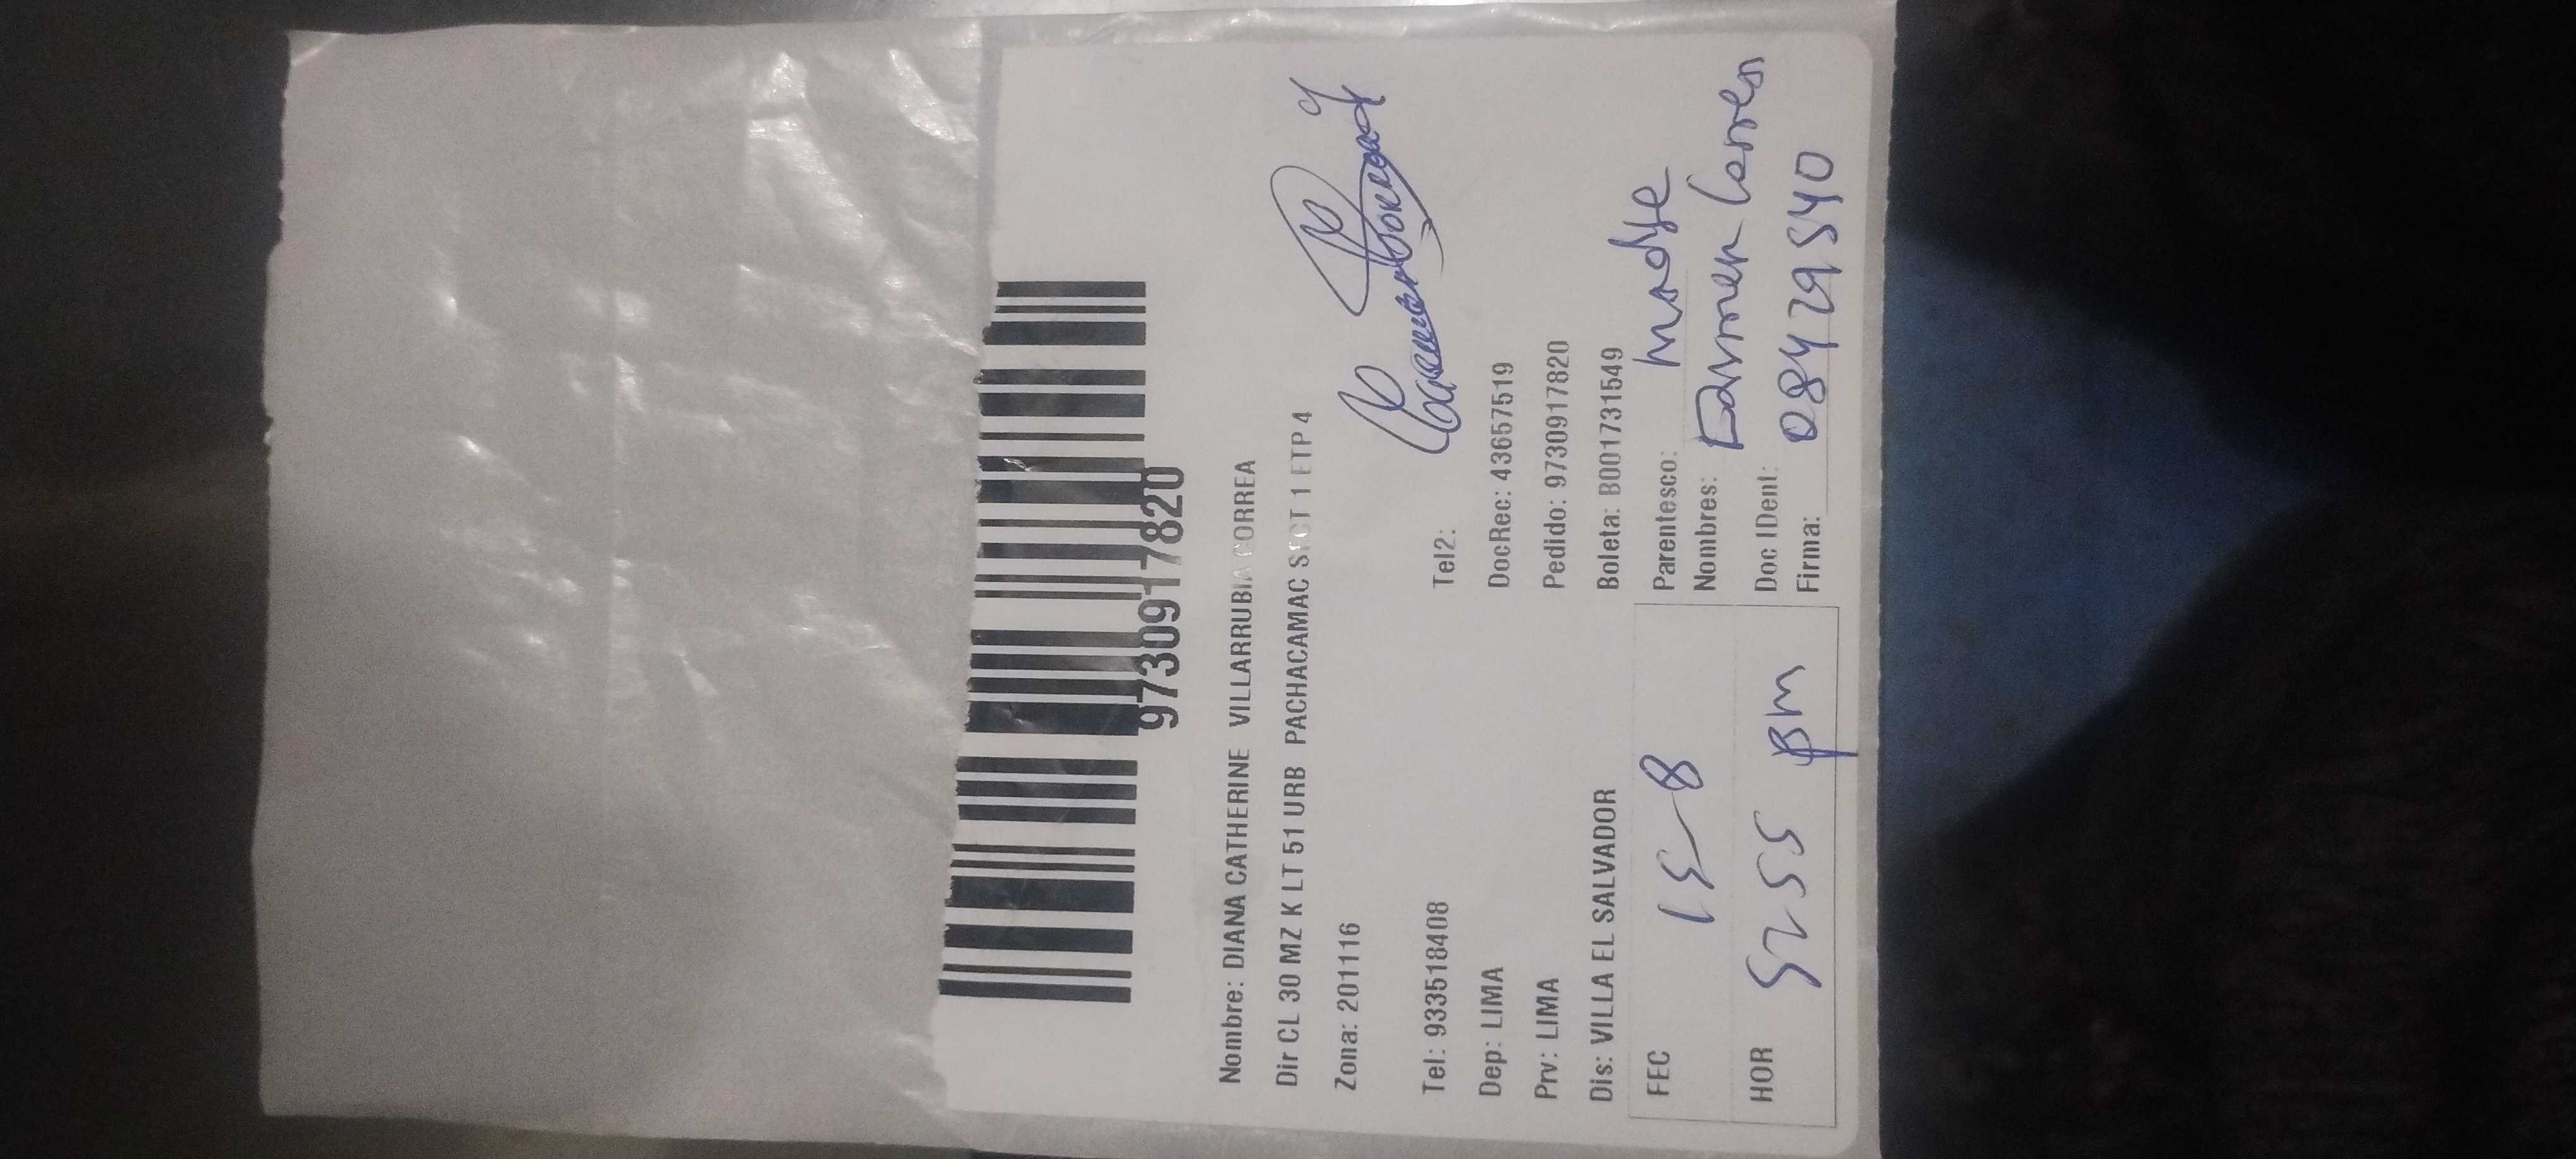 9730917820
Nombre: DIANA CATHERINE VILLARRUBIA CORREA
Dir CL 30 MZ K LT 51 URB PACHACAMAC SECT 1 ETP 4
Zona: 201116
Tel: 933518408 Tel2:
Dep: LIMA DocRec: 43657519
Prv: LIMA Pedido: 9730917820
Dis: VILLA EL SALVADOR Boleta: B001731549
FEC 15-8 Parentesco: madre
Nombres: Carmen Correa
HOR 5255 pm Doc IDent: 08429540
Firma: